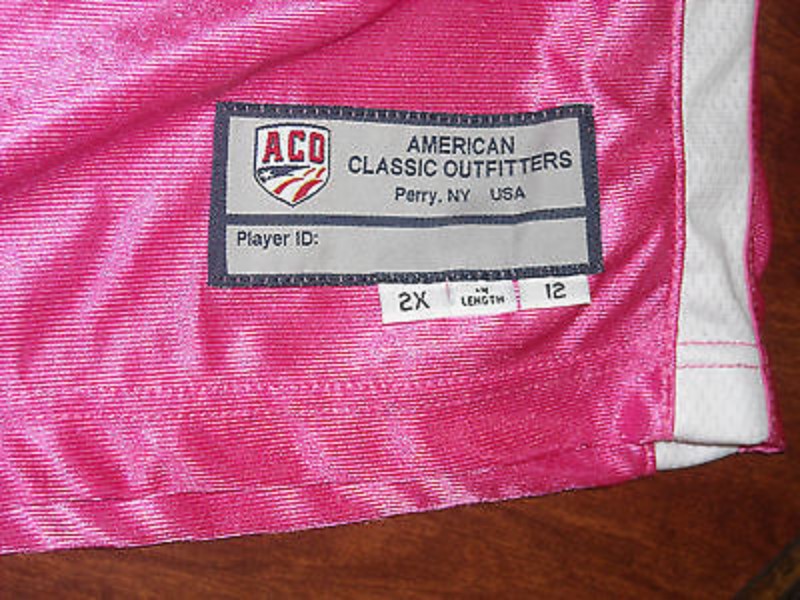 ACO
AMERICAN
CLASSIC OUTFITTERS
Perry, NY USA
Player ID:
2X
LENGTH
12